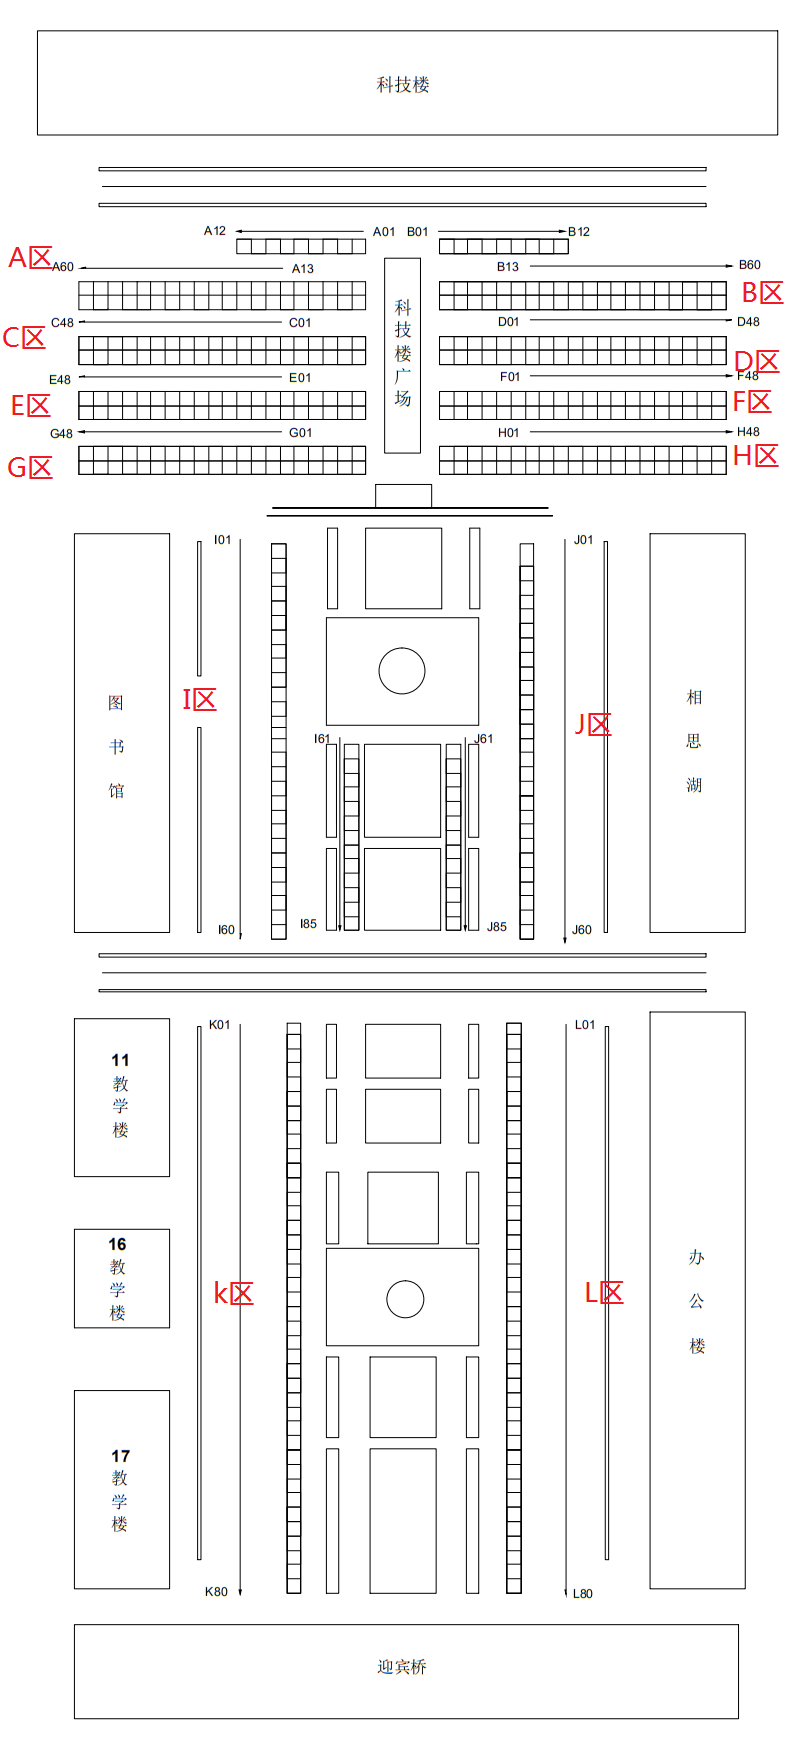 科技楼
A12 A01 B01 B12
A区
A60 A13 B13 B60
B区
科技楼广场
C区
C48 C01 D01 D48
D区
E48 E01 F01 F48
E区
F区
G48 G01 H01 H48
G区
H区
I01 J01
图书馆
I区
J区
相思湖
I61 J61
I85 J85
I60 J60
K01 L01
11
教学楼
16
教学楼
k区
L区
办公楼
17
教学楼
K80 L80
迎宾桥